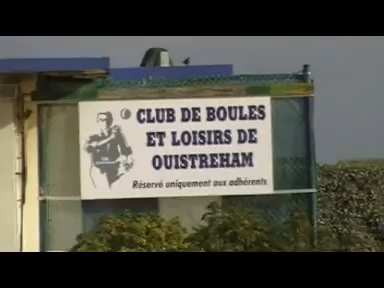 CLUB DE BOULES
ET LOISIRS DE
OUISTREHAM
Réservé uniquement aux adhérents